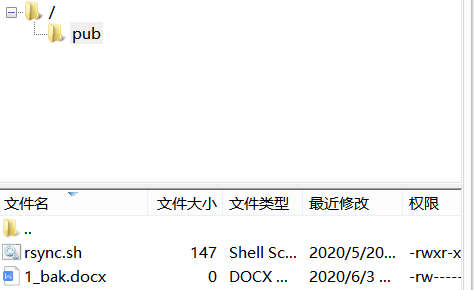 /
pub
文件名 文件大小 文件类型 最近修改 权限
..
rsync.sh 147 Shell Sc... 2020/5/20... -rwxr-x
1_bak.docx 0 DOCX ... 2020/6/3 ... -rw-----